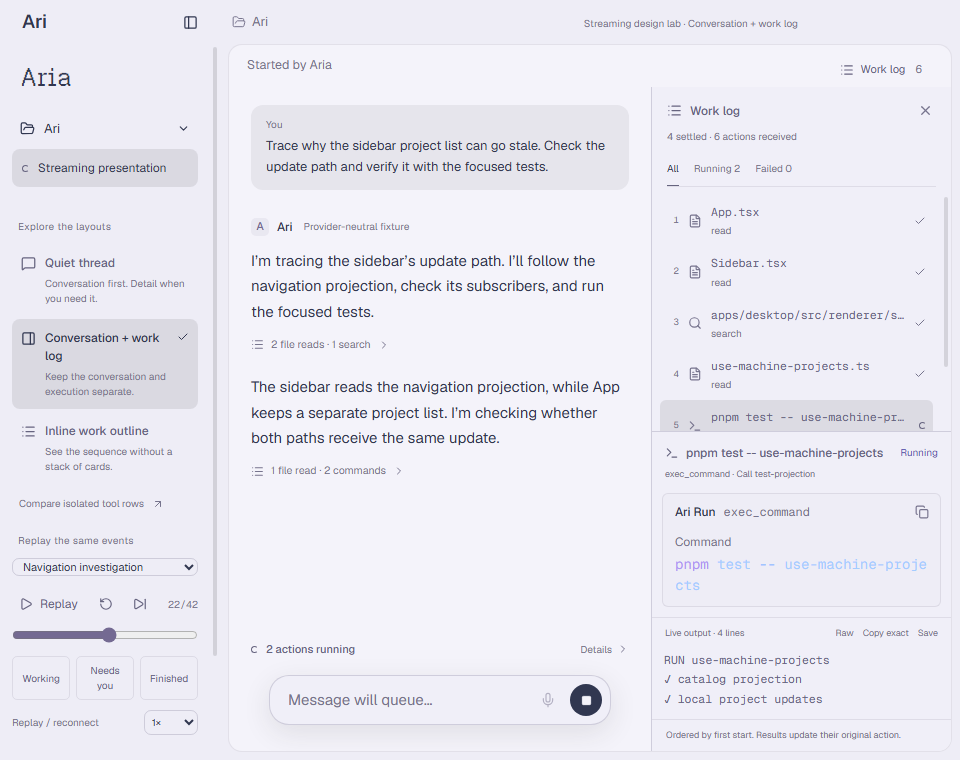 Ari
Ari
Streaming design lab · Conversation + work log
Aria
Ari
Streaming presentation
Explore the layouts
Quiet thread
Conversation first. Detail when
you need it.
Conversation + work
log
Keep the conversation and
execution separate.
Inline work outline
See the sequence without a
stack of cards.
Compare isolated tool rows
Replay the same events
Navigation investigation
Replay
22/42
Working
Needs
you
Finished
Replay / reconnect
1×
Started by Aria
Work log 6
You
Trace why the sidebar project list can go stale. Check the
update path and verify it with the focused tests.
A Ari Provider-neutral fixture
I'm tracing the sidebar's update path. I'll follow the
navigation projection, check its subscribers, and run
the focused tests.
2 file reads · 1 search
The sidebar reads the navigation projection, while App
keeps a separate project list. I'm checking whether
both paths receive the same update.
1 file read · 2 commands
2 actions running
Details
Message will queue...
Work log
4 settled · 6 actions received
All Running 2 Failed 0
1 App.tsx
read
2 Sidebar.tsx
read
3 apps/desktop/src/renderer/s…
search
4 use-machine-projects.ts
read
5 pnpm test -- use-machine-pr…
pnpm test -- use-machine-projects Running
exec_command · Call test-projection
Ari Run exec_command
Command
pnpm test -- use-machine-proje
cts
Live output · 4 lines Raw Copy exact Save
RUN use-machine-projects
✓ catalog projection
✓ local project updates
Ordered by first start. Results update their original action.